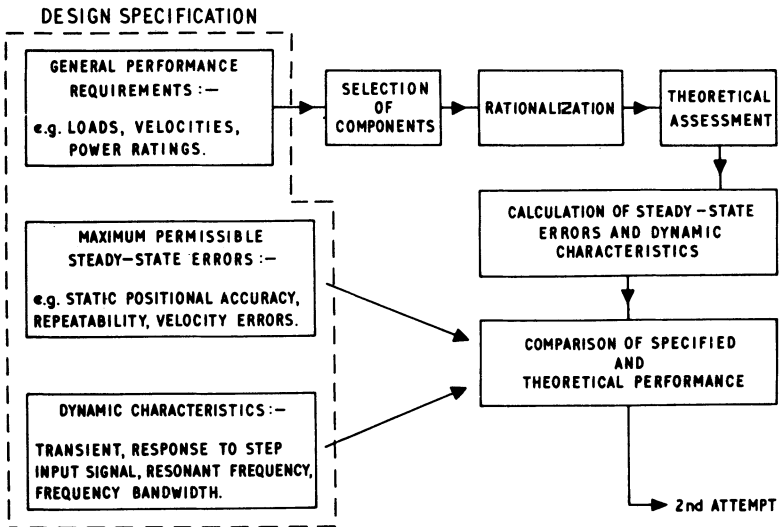 DESIGN SPECIFICATION
GENERAL PERFORMANCE
REQUIREMENTS :—
e.g. LOADS, VELOCITIES,
POWER RATINGS.
SELECTION
OF
COMPONENTS
RATIONALIZATION
THEORETICAL
ASSESSMENT
CALCULATION OF STEADY-STATE
ERRORS AND DYNAMIC
CHARACTERISTICS
MAXIMUM PERMISSIBLE
STEADY-STATE ERRORS :—
e.g. STATIC POSITIONAL ACCURACY,
REPEATABILITY, VELOCITY ERRORS.
COMPARISON OF SPECIFIED
AND
THEORETICAL PERFORMANCE
DYNAMIC CHARACTERISTICS :—
TRANSIENT, RESPONSE TO STEP
INPUT SIGNAL, RESONANT FREQUENCY,
FREQUENCY BANDWIDTH.
2nd ATTEMPT